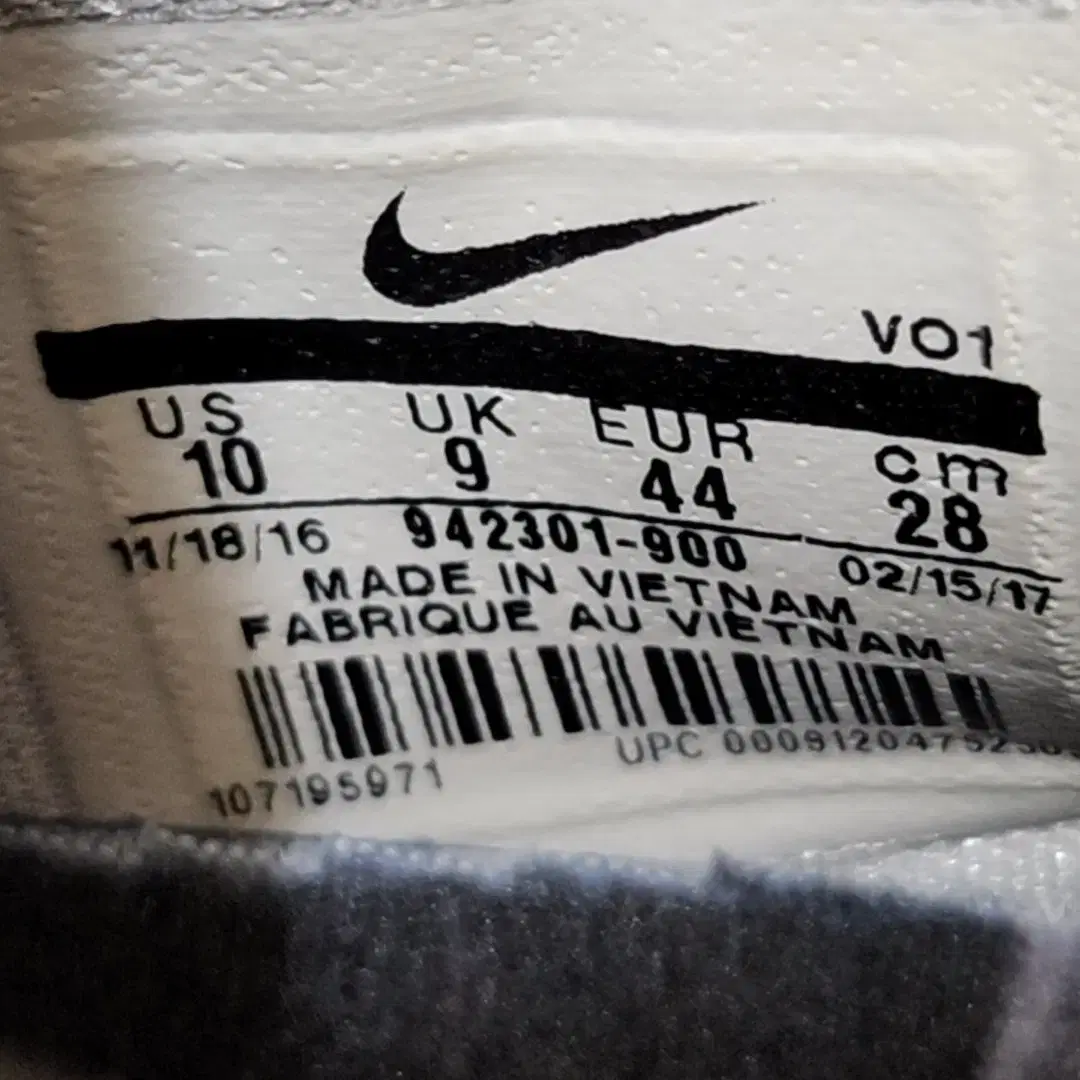 VO1
US UK EUR cm
10 9 44 28
11/18/16 942301-900 02/15/17
MADE IN VIETNAM
FABRIQUE AU VIETNAM
UPC
107195971